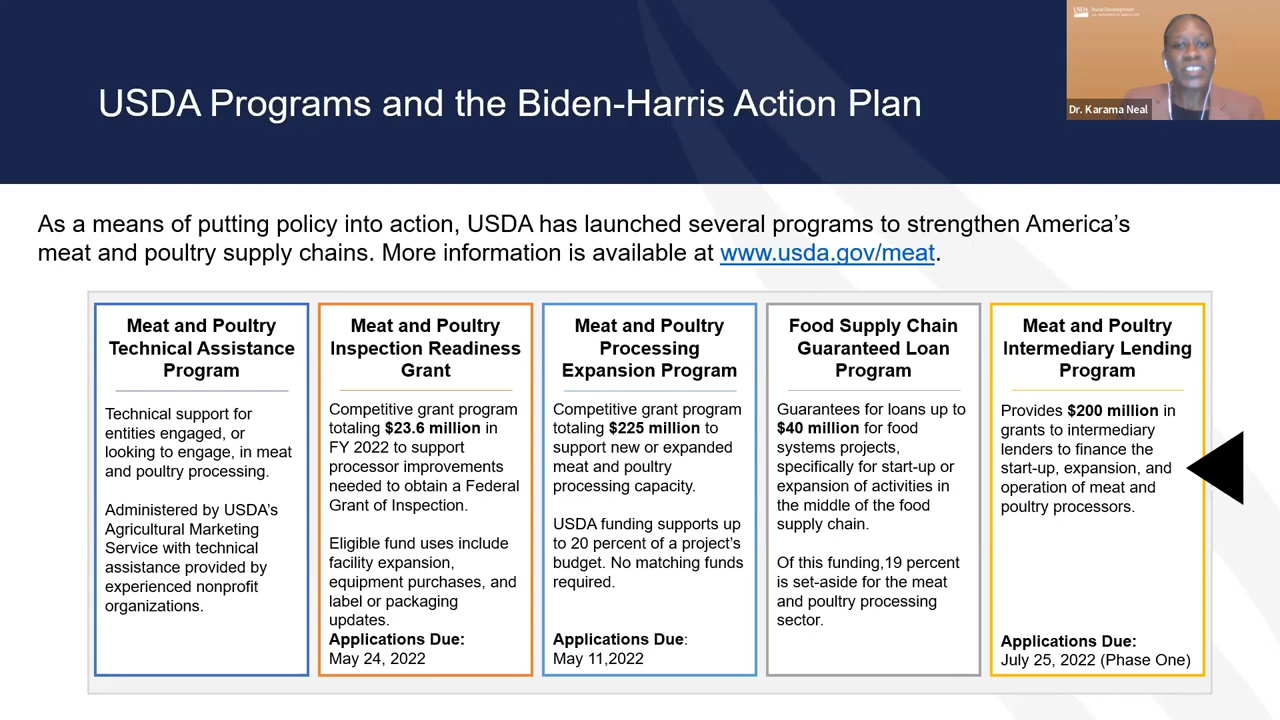 USDA Rural Development
U.S. DEPARTMENT OF AGRICULTURE
Dr. Karama Neal
USDA Programs and the Biden-Harris Action Plan
As a means of putting policy into action, USDA has launched several programs to strengthen America’s
meat and poultry supply chains. More information is available at www.usda.gov/meat.
Meat and Poultry
Technical Assistance
Program
Technical support for
entities engaged, or
looking to engage, in meat
and poultry processing.
Administered by USDA’s
Agricultural Marketing
Service with technical
assistance provided by
experienced nonprofit
organizations.
Meat and Poultry
Inspection Readiness
Grant
Competitive grant program
totaling $23.6 million in
FY 2022 to support
processor improvements
needed to obtain a Federal
Grant of Inspection.
Eligible fund uses include
facility expansion,
equipment purchases, and
label or packaging
updates.
Applications Due:
May 24, 2022
Meat and Poultry
Processing
Expansion Program
Competitive grant program
totaling $225 million to
support new or expanded
meat and poultry
processing capacity.
USDA funding supports up
to 20 percent of a project’s
budget. No matching funds
required.
Applications Due:
May 11,2022
Food Supply Chain
Guaranteed Loan
Program
Guarantees for loans up to
$40 million for food
systems projects,
specifically for start-up or
expansion of activities in
the middle of the food
supply chain.
Of this funding,19 percent
is set-aside for the meat
and poultry processing
sector.
Meat and Poultry
Intermediary Lending
Program
Provides $200 million in
grants to intermediary
lenders to finance the
start-up, expansion, and
operation of meat and
poultry processors.
Applications Due:
July 25, 2022 (Phase One)